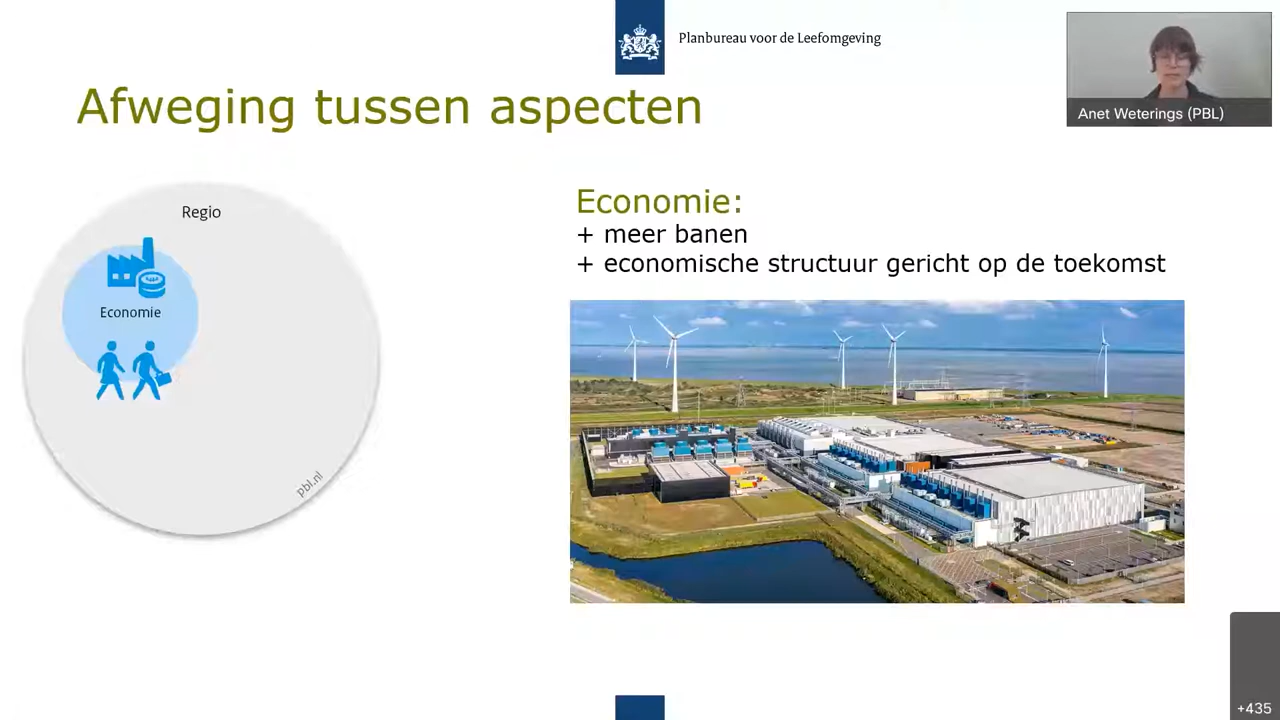 Planbureau voor de Leefomgeving
Anet Weterings (PBL)
Afweging tussen aspecten
Regio
Economie
pbl.nl
Economie:
+ meer banen
+ economische structuur gericht op de toekomst
+435